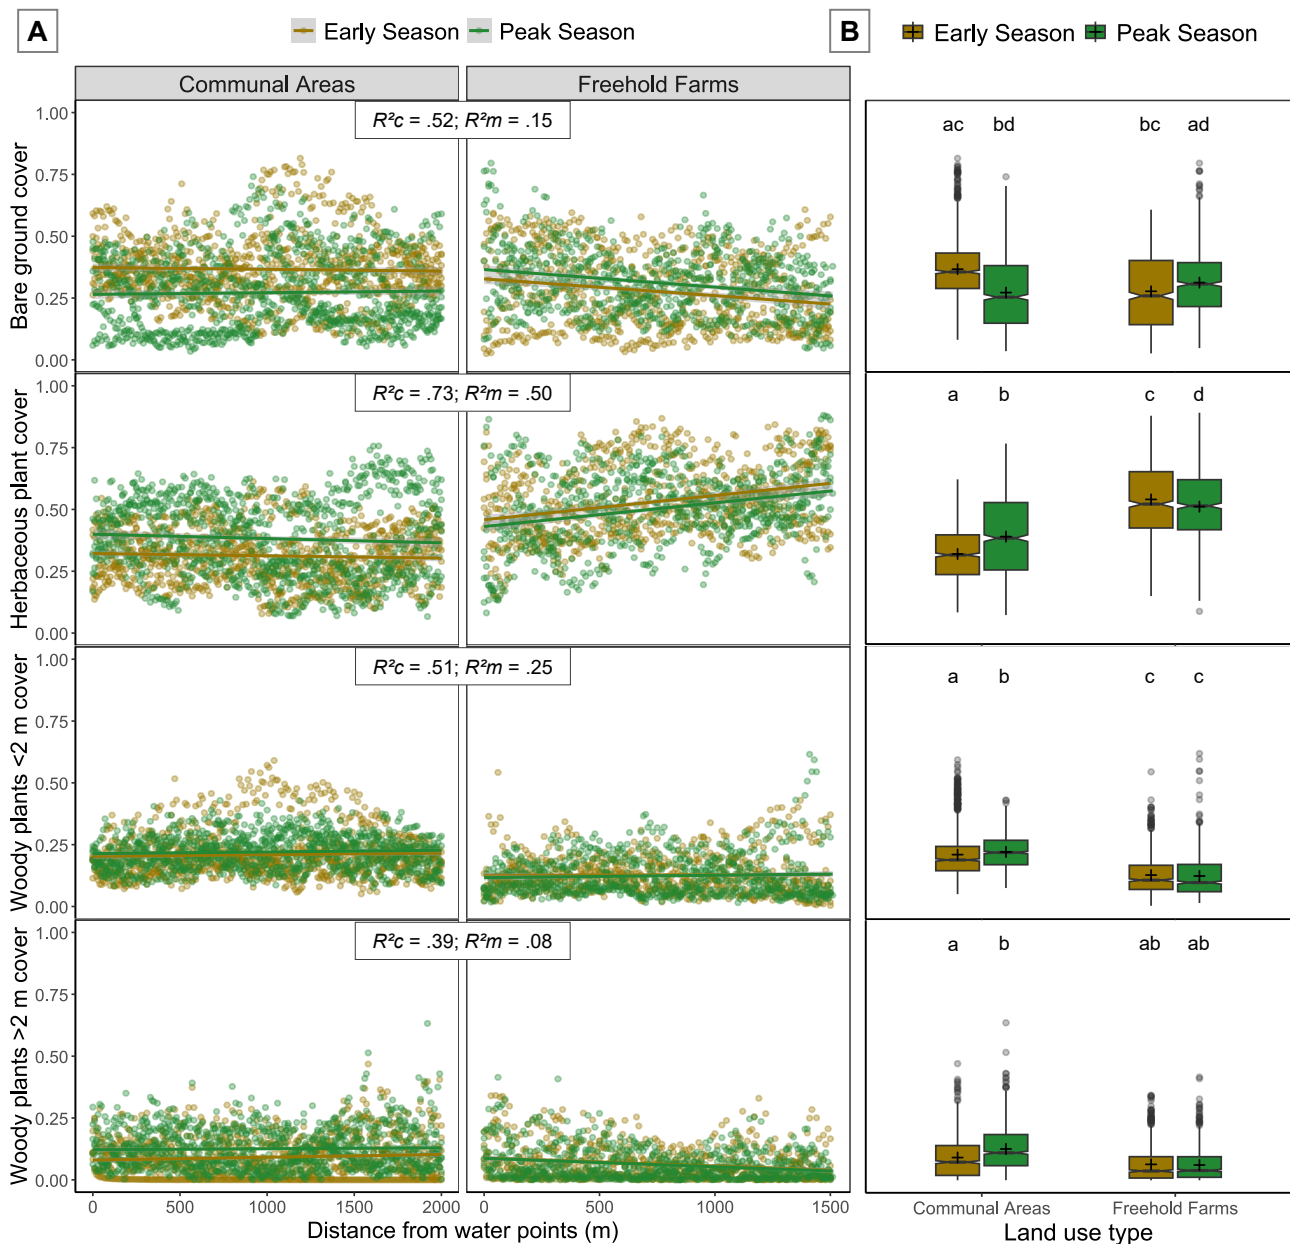 A
Early Season
Peak Season
B
Early Season
Peak Season
Communal Areas
Freehold Farms
R²c = .52; R²m = .15
Bare ground cover
1.00
0.75
0.50
0.25
0.00
ac
bd
bc
ad
R²c = .73; R²m = .50
Herbaceous plant cover
1.00
0.75
0.50
0.25
0.00
a
b
c
d
R²c = .51; R²m = .25
Woody plants <2 m cover
1.00
0.75
0.50
0.25
0.00
a
b
c
c
R²c = .39; R²m = .08
Woody plants >2 m cover
1.00
0.75
0.50
0.25
0.00
a
b
ab
ab
0
500
1000
1500
2000
0
500
1000
1500
Distance from water points (m)
Communal Areas
Freehold Farms
Land use type